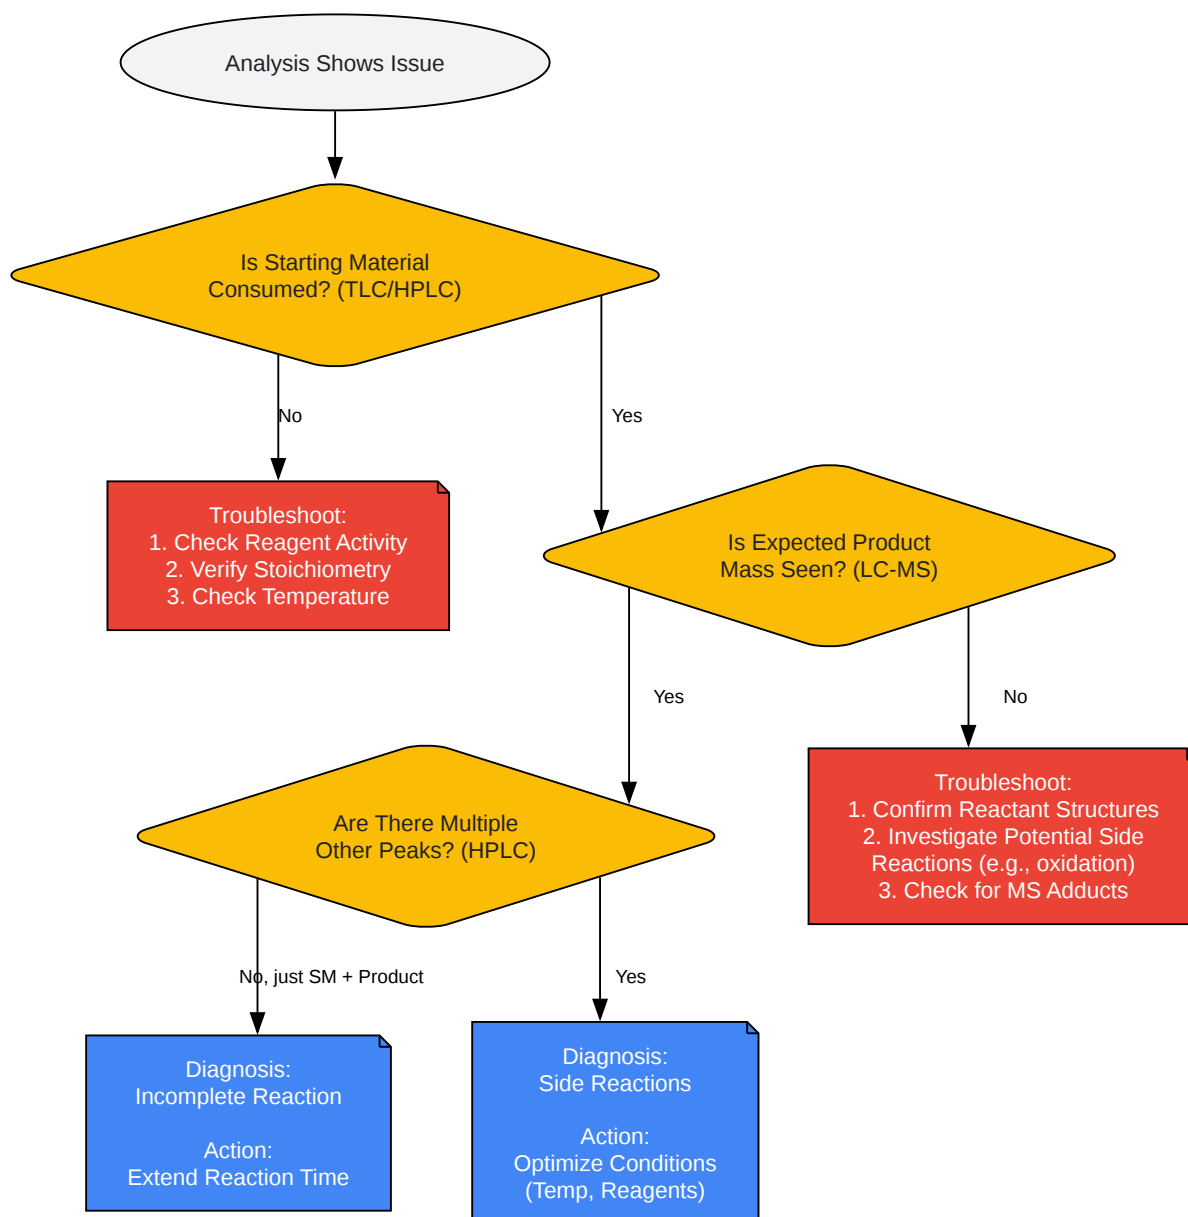 Analysis Shows Issue
Is Starting Material
Consumed? (TLC/HPLC)
No
Yes
Troubleshoot:
1. Check Reagent Activity
2. Verify Stoichiometry
3. Check Temperature
Is Expected Product
Mass Seen? (LC-MS)
Yes
No
Troubleshoot:
1. Confirm Reactant Structures
2. Investigate Potential Side
Reactions (e.g., oxidation)
3. Check for MS Adducts
Are There Multiple
Other Peaks? (HPLC)
No, just SM + Product
Yes
Diagnosis:
Incomplete Reaction
Action:
Extend Reaction Time
Diagnosis:
Side Reactions
Action:
Optimize Conditions
(Temp, Reagents)